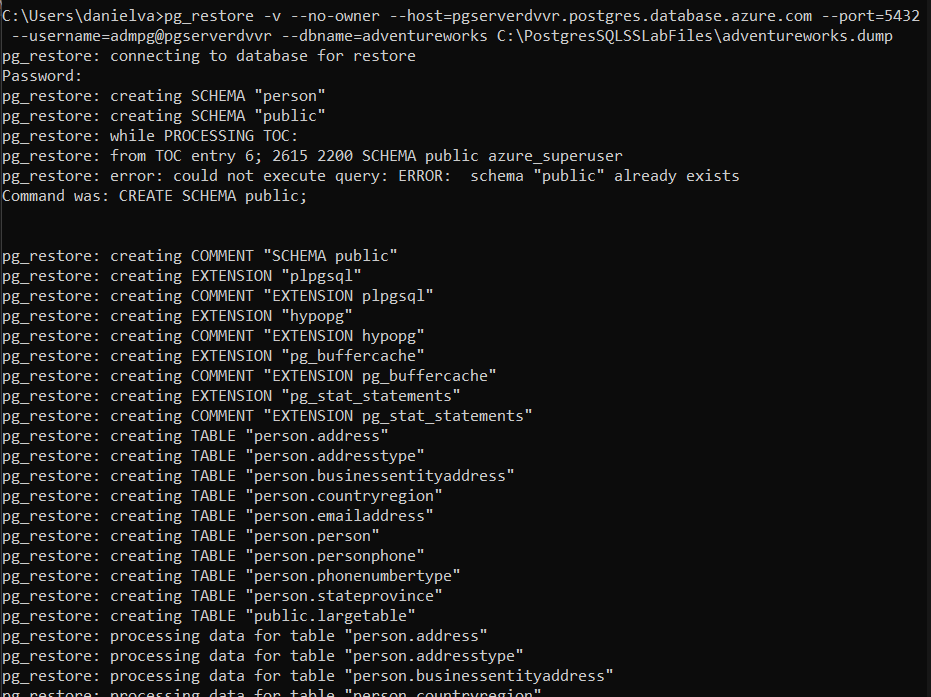 C:\Users\danielva>pg_restore -v --no-owner --host=pgserverdvvr.postgres.database.azure.com --port=5432
--username=admpg@pgserverdvvr --dbname=adventureworks C:\PostgresSQLSSLabFiles\adventureworks.dump
pg_restore: connecting to database for restore
Password:
pg_restore: creating SCHEMA "person"
pg_restore: creating SCHEMA "public"
pg_restore: while PROCESSING TOC:
pg_restore: from TOC entry 6; 2615 2200 SCHEMA public azure_superuser
pg_restore: error: could not execute query: ERROR:  schema "public" already exists
Command was: CREATE SCHEMA public;
pg_restore: creating COMMENT "SCHEMA public"
pg_restore: creating EXTENSION "plpgsql"
pg_restore: creating COMMENT "EXTENSION plpgsql"
pg_restore: creating EXTENSION "hypopg"
pg_restore: creating COMMENT "EXTENSION hypopg"
pg_restore: creating EXTENSION "pg_buffercache"
pg_restore: creating COMMENT "EXTENSION pg_buffercache"
pg_restore: creating EXTENSION "pg_stat_statements"
pg_restore: creating COMMENT "EXTENSION pg_stat_statements"
pg_restore: creating TABLE "person.address"
pg_restore: creating TABLE "person.addresstype"
pg_restore: creating TABLE "person.businessentityaddress"
pg_restore: creating TABLE "person.countryregion"
pg_restore: creating TABLE "person.emailaddress"
pg_restore: creating TABLE "person.person"
pg_restore: creating TABLE "person.personphone"
pg_restore: creating TABLE "person.phonenumbertype"
pg_restore: creating TABLE "person.stateprovince"
pg_restore: creating TABLE "public.largetable"
pg_restore: processing data for table "person.address"
pg_restore: processing data for table "person.addresstype"
pg_restore: processing data for table "person.businessentityaddress"
pg_restore: processing data for table "person.countryregion"